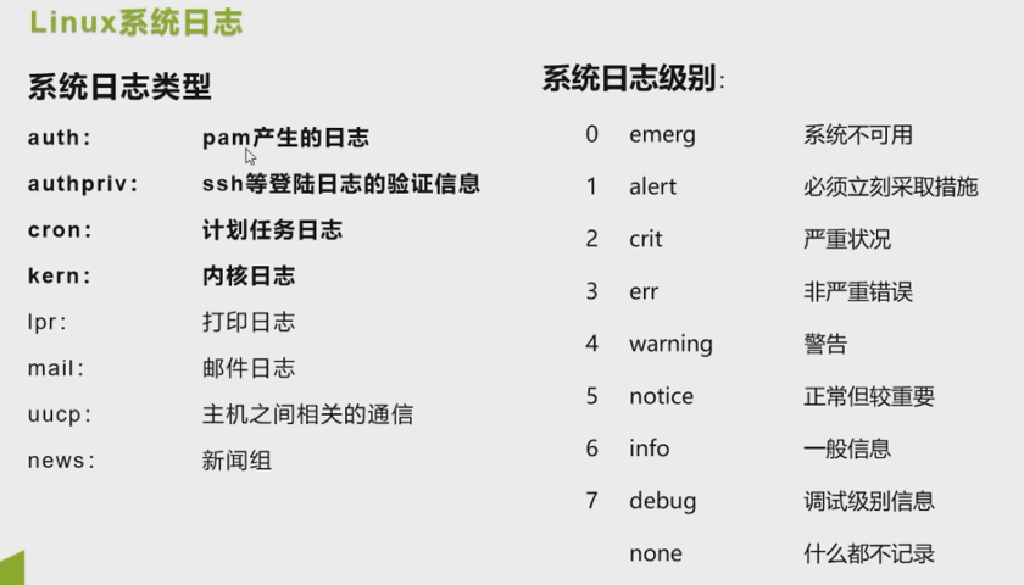 Linux系统日志
系统日志类型
auth： pam产生的日志
authpriv： ssh等登陆日志的验证信息
cron： 计划任务日志
kern： 内核日志
lpr： 打印日志
mail： 邮件日志
uucp： 主机之间相关的通信
news： 新闻组
系统日志级别:
0 emerg 系统不可用
1 alert 必须立刻采取措施
2 crit 严重状况
3 err 非严重错误
4 warning 警告
5 notice 正常但较重要
6 info 一般信息
7 debug 调试级别信息
none 什么都不记录